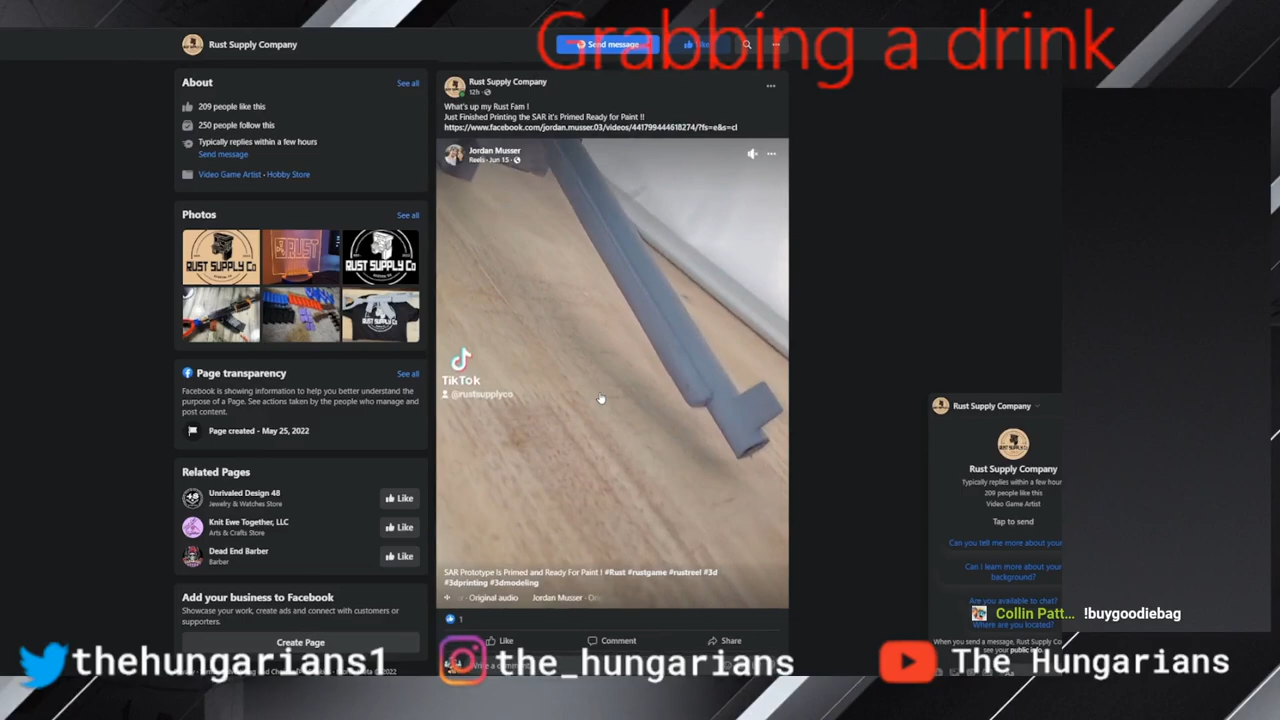 Grabbing a drink
Rust Supply Company
Send message
Like
About
See all
209 people like this
250 people follow this
Typically replies within a few hours
Send message
Video Game Artist · Hobby Store
Photos
See all
RUST SUPPLY Co
RUST
RUST SUPPLY Co
Page transparency
See all
Facebook is showing information to help you better understand the
purpose of a Page. See actions taken by the people who manage and
post content.
Page created - May 25, 2022
Related Pages
Unrivaled Design 48
Jewelry & Watches Store
Like
Knit Ewe Together, LLC
Arts & Crafts Store
Like
Dead End Barber
Barber
Like
Add your business to Facebook
Showcase your work, create ads and connect with customers or
supporters.
Create Page
Rust Supply Company
12h
What's up my Rust Fam !
Just Finished Printing the SAR it's Primed Ready for Paint !!
https://www.facebook.com/jordan.musser.03/videos/441799444618274/?fs=e&s=cl
Jordan Musser
Reels · Jun 15
TikTok
@rustsupplyco
SAR Prototype Is Primed and Ready For Paint ! #Rust #rustgame #rustreel #3d
#3dprinting #3dmodeling
Original audio
Jordan Musser
1
Like
Comment
Share
Rust Supply Company
Rust Supply Company
Typically replies within a few hour
209 people like this
Video Game Artist
Tap to send
Can you tell me more about your
Can I learn more about your
background?
Are you available to chat?
Where are you located?
Collin Patt... !buygoodiebag
When you send a message, Rust Supply Co
see your public info.
thehungarians1
the_hungarians
The Hungarians